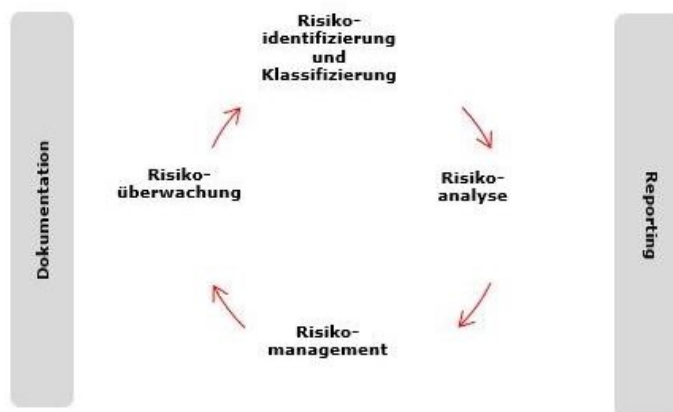 Risiko-
identifizierung
und
Klassifizierung
Dokumentation
Risiko-
überwachung
Risiko-
analyse
Reporting
Risiko-
management